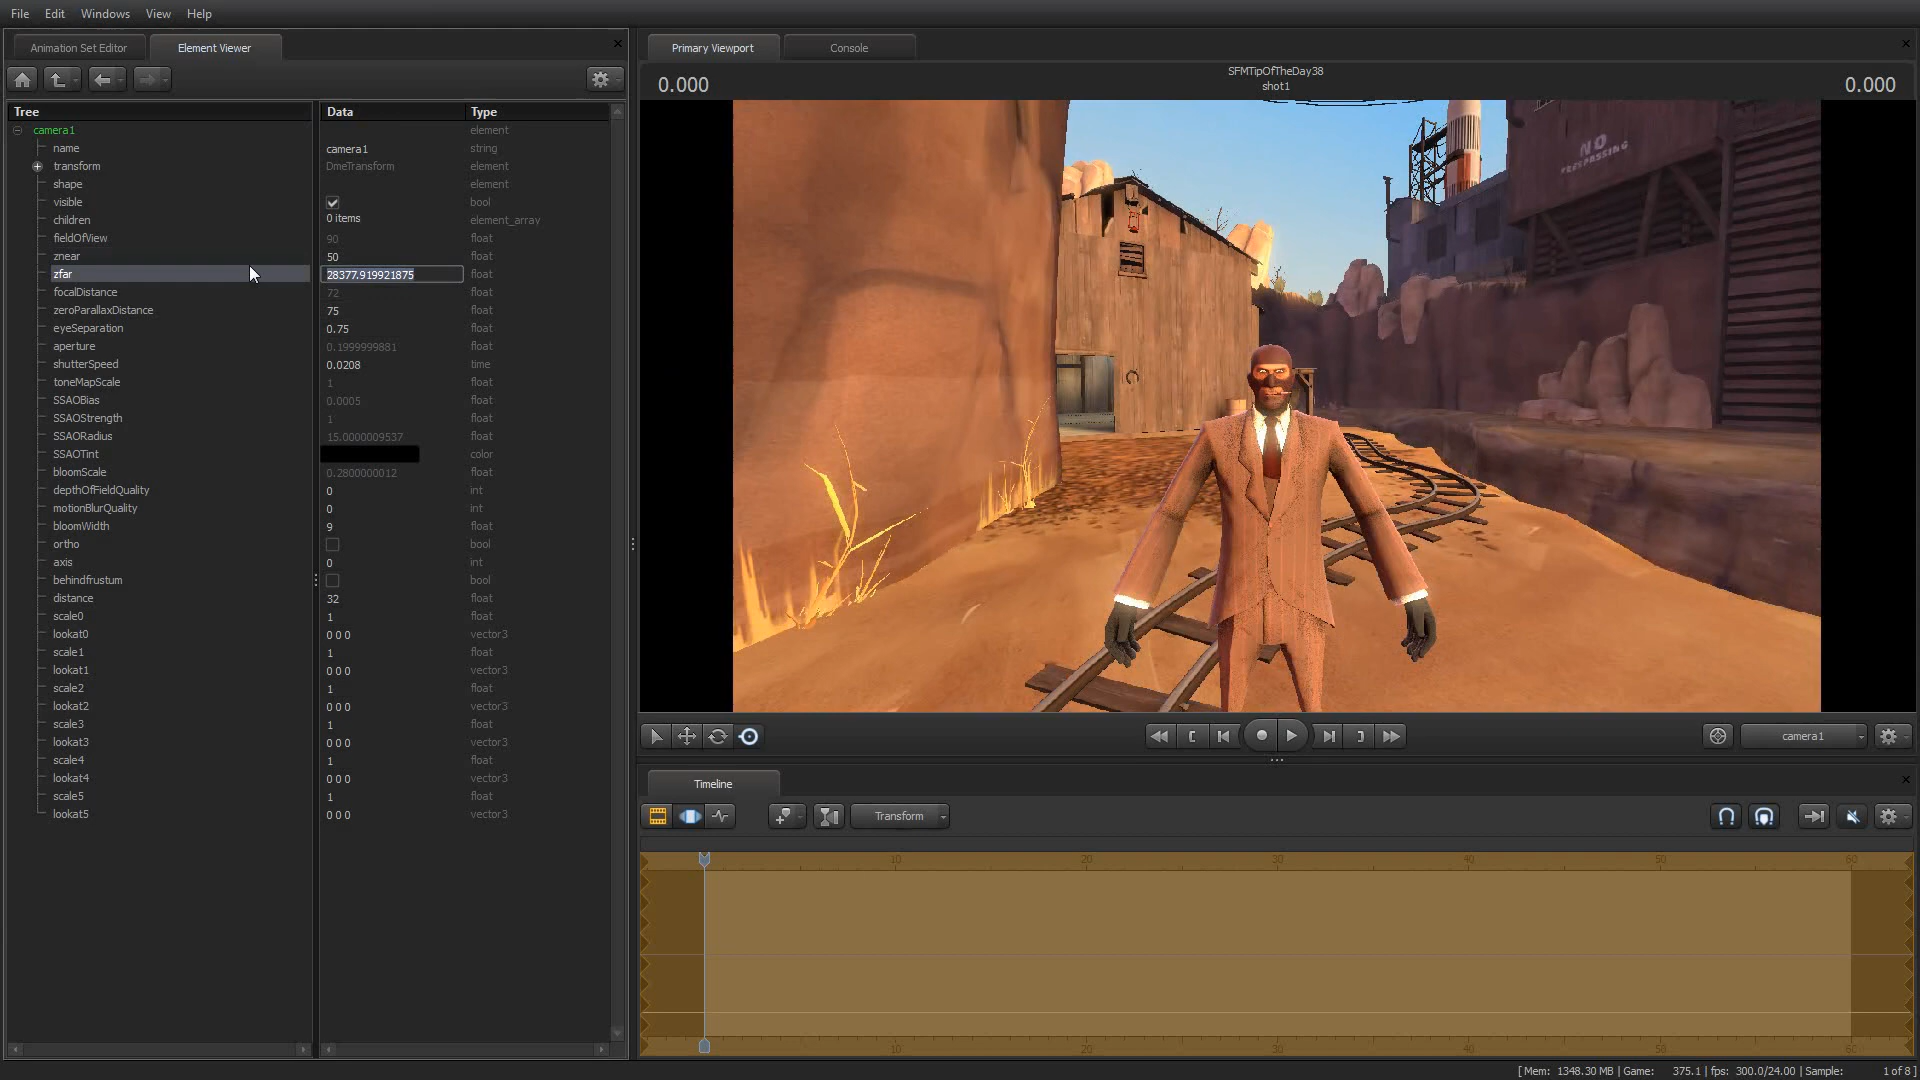 File Edit Windows View Help
Animation Set Editor Element Viewer Primary Viewport Console
0.000 SFMTipOfTheDay38 0.000
shot1
Tree Data Type
camera1 element
name camera1 string
transform DmeTransform element
shape element
visible bool
children 0 items element_array
fieldOfView 90 float
znear 50 float
zfar 28377.919921875 float
focalDistance 72 float
zeroParallaxDistance 75 float
eyeSeparation 0.75 float
aperture 0.1999999881 float
shutterSpeed 0.0208 time
toneMapScale 1 float
SSAOBias 0.0005 float
SSAOStrength 1 float
SSAORadius 15.0000009537 float
SSAOTint color
bloomScale 0.2800000012 float
depthOfFieldQuality 0 int
motionBlurQuality 0 int
bloomWidth 9 float
ortho bool
axis 0 int
behindfrustum bool
distance 32 float
scale0 1 float
lookat0 0 0 0 vector3
scale1 1 float
lookat1 0 0 0 vector3
scale2 1 float
lookat2 0 0 0 vector3
scale3 1 float
lookat3 0 0 0 vector3
scale4 1 float
lookat4 0 0 0 vector3
scale5 1 float
lookat5 0 0 0 vector3
NO
TRESPASSING
camera1
Timeline
Transform
10 20 30 40 50 60
10 20 30 40 50 60
[ Mem: 1348.30 MB | Game: 375.1 | fps: 300.0/24.00 | Sample: 1 of 8 ]